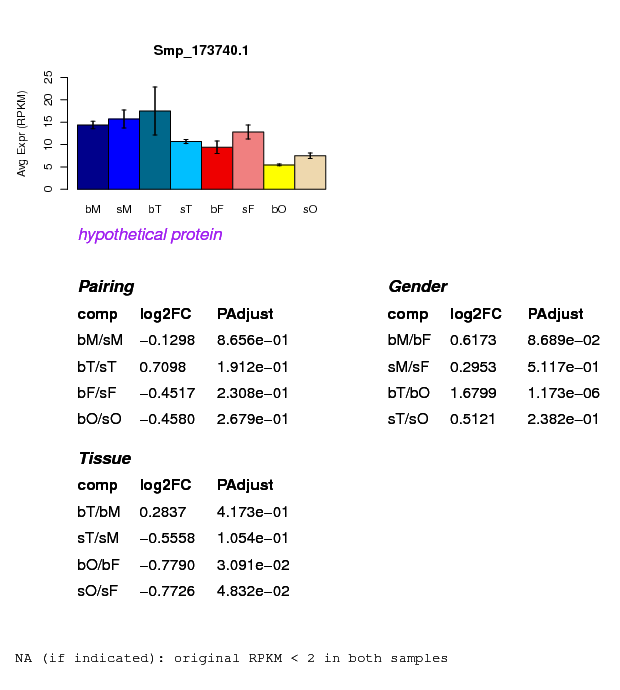 Smp_173740.1
Avg Expr (RPKM)
0 5 10 15 20 25
bM sM bT sT bF sF bO sO
hypothetical protein
Pairing
comp log2FC PAdjust
bM/sM −0.1298 8.656e−01
bT/sT 0.7098 1.912e−01
bF/sF −0.4517 2.308e−01
bO/sO −0.4580 2.679e−01
Gender
comp log2FC PAdjust
bM/bF 0.6173 8.689e−02
sM/sF 0.2953 5.117e−01
bT/bO 1.6799 1.173e−06
sT/sO 0.5121 2.382e−01
Tissue
comp log2FC PAdjust
bT/bM 0.2837 4.173e−01
sT/sM −0.5558 1.054e−01
bO/bF −0.7790 3.091e−02
sO/sF −0.7726 4.832e−02
NA (if indicated): original RPKM < 2 in both samples